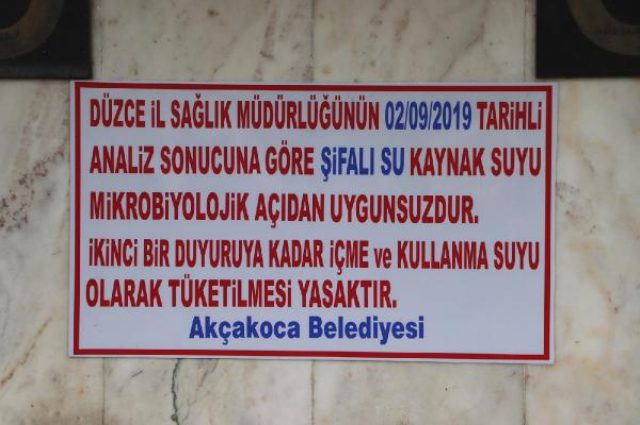 DÜZCE İL SAĞLIK MÜDÜRLÜĞÜNÜN 02/09/2019 TARİHLİ
ANALİZ SONUCUNA GÖRE ŞİFALI SU KAYNAK SUYU
MİKROBİYOLOJİK AÇIDAN UYGUNSUZDUR.
İKİNCİ BİR DUYURUYA KADAR İÇME ve KULLANMA SUYU
OLARAK TÜKETİLMESİ YASAKTIR.
Akçakoca Belediyesi